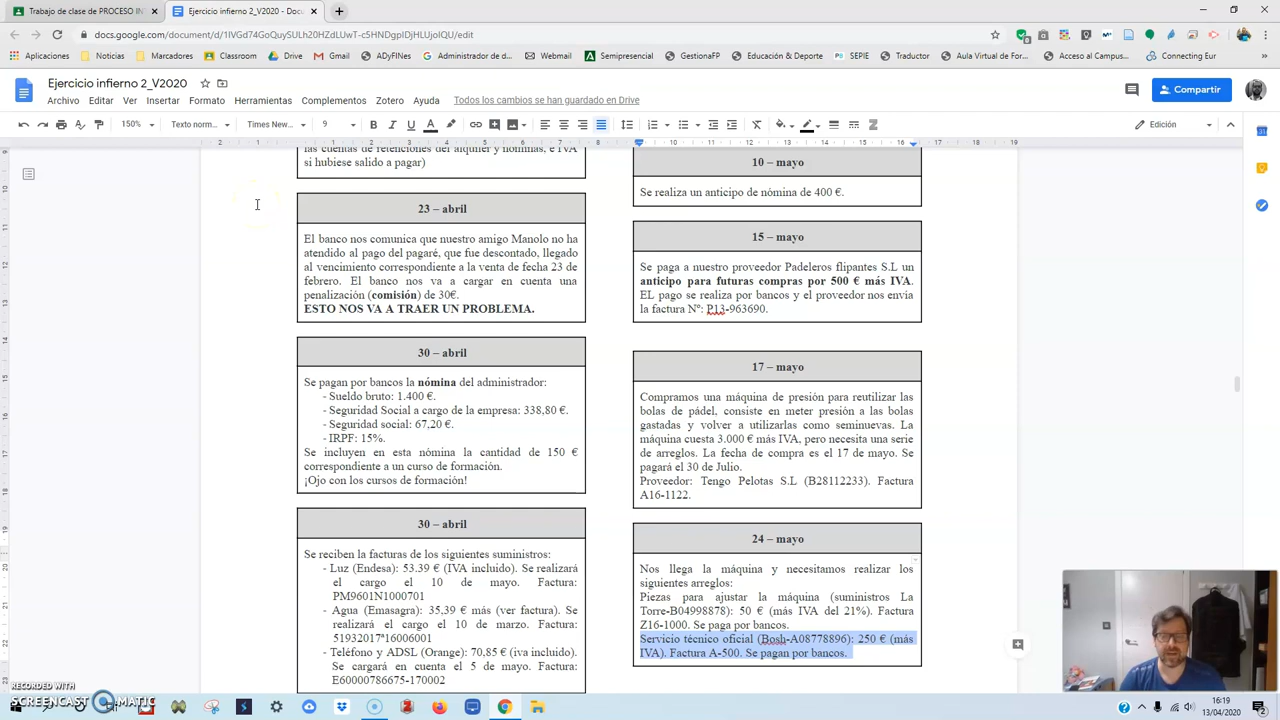 Trabajo de clase de PROCESO INT
Ejercicio infierno 2_V2020 - Docu
docs.google.com/document/d/1IVGd74GoQuySULh20HZdLUwT-c5HNDgpIDjHLUjoIQU/edit
Aplicaciones
Noticias
Marcadores
Classroom
Drive
Gmail
ADyFINes
Administrador de d...
Webmail
Semipresencial
GestionaFP
Educación & Deporte
SEPIE
Traductor
Aula Virtual de For...
Acceso al Campus...
Connecting Eur
Ejercicio infierno 2_V2020
Archivo Editar Ver Insertar Formato Herramientas Complementos Zotero Ayuda Todos los cambios se han guardado en Drive
Compartir
150% Texto norm... Times New... 9
Edición
las cuentas de retenciones del alquiler y nóminas, e IVA
si hubiese salido a pagar)
23 – abril
El banco nos comunica que nuestro amigo Manolo no ha
atendido al pago del pagaré, que fue descontado, llegado
al vencimiento correspondiente a la venta de fecha 23 de
febrero. El banco nos va a cargar en cuenta una
penalización (comisión) de 30€.
ESTO NOS VA A TRAER UN PROBLEMA.
30 – abril
Se pagan por bancos la nómina del administrador:
- Sueldo bruto: 1.400 €.
- Seguridad Social a cargo de la empresa: 338,80 €.
- Seguridad social: 67,20 €.
- IRPF: 15%.
Se incluyen en esta nómina la cantidad de 150 €
correspondiente a un curso de formación.
¡Ojo con los cursos de formación!
30 – abril
Se reciben la facturas de los siguientes suministros:
- Luz (Endesa): 53.39 € (IVA incluido). Se realizará
el cargo el 10 de mayo. Factura:
PM9601N1000701
- Agua (Emasagra): 35,39 € más (ver factura). Se
realizará el cargo el 10 de marzo. Factura:
51932017*16006001
- Teléfono y ADSL (Orange): 70,85 € (iva incluido).
Se cargará en cuenta el 5 de mayo. Factura:
E60000786675-170002
10 – mayo
Se realiza un anticipo de nómina de 400 €.
15 – mayo
Se paga a nuestro proveedor Padeleros flipantes S.L un
anticipo para futuras compras por 500 € más IVA.
EL pago se realiza por bancos y el proveedor nos envía
la factura Nº: P13-963690.
17 – mayo
Compramos una máquina de presión para reutilizar las
bolas de pádel, consiste en meter presión a las bolas
gastadas y volver a utilizarlas como seminuevas. La
máquina cuesta 3.000 € más IVA, pero necesita una serie
de arreglos. La fecha de compra es el 17 de mayo. Se
pagará el 30 de Julio.
Proveedor: Tengo Pelotas S.L (B28112233). Factura
A16-1122.
24 – mayo
Nos llega la máquina y necesitamos realizar los
siguientes arreglos:
Piezas para ajustar la máquina (suministros La
Torre-B04998878): 50 € (más IVA del 21%). Factura
Z16-1000. Se paga por bancos.
Servicio técnico oficial (Bosh-A08778896): 250 € (más
IVA). Factura A-500. Se pagan por bancos.
RECORDED WITH
SCREENCAST MATIC
16:19
13/04/2020